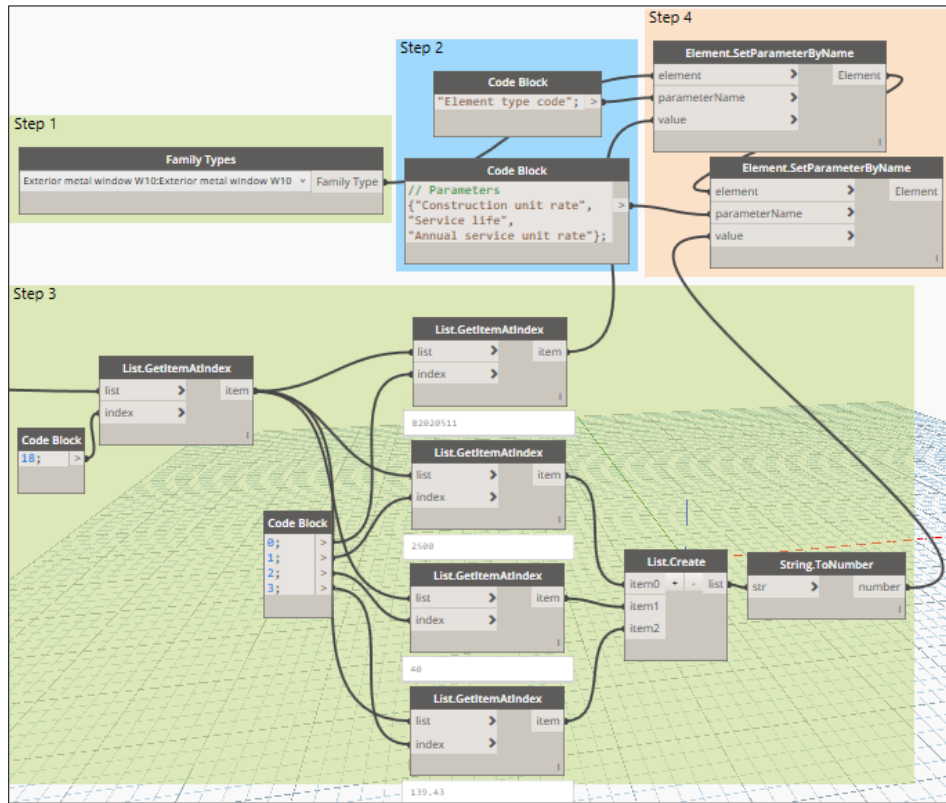 Step 1
Family Types
Exterior metal window W10:Exterior metal window W10
Family Type
Step 2
Code Block
"Element type code";
>
Code Block
// Parameters
{"Construction unit rate",
"Service life",
"Annual service unit rate"};
>
Step 4
Element.SetParameterByName
element > Element
parameterName >
value >
Element.SetParameterByName
element > Element
parameterName >
value >
Step 3
List.GetItemAtIndex
list > item
index >
Code Block
18; >
Code Block
0; >
1; >
2; >
3; >
List.GetItemAtIndex
list > item
index >
B2020511
List.GetItemAtIndex
list > item
index >
2500
List.GetItemAtIndex
list > item
index >
40
List.GetItemAtIndex
list > item
index >
139.43
List.Create
item0 + - list
item1
item2
String.ToNumber
str > number